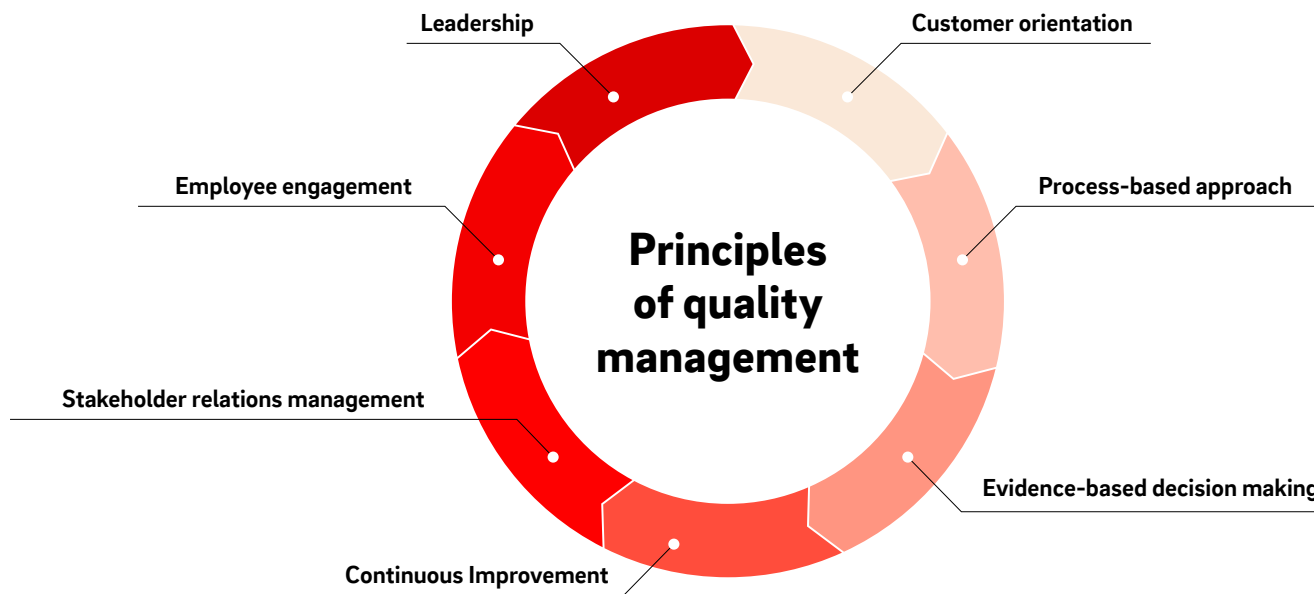 Leadership
Customer orientation
Employee engagement
Process-based approach
Principles
of quality
management
Stakeholder relations management
Evidence-based decision making
Continuous Improvement